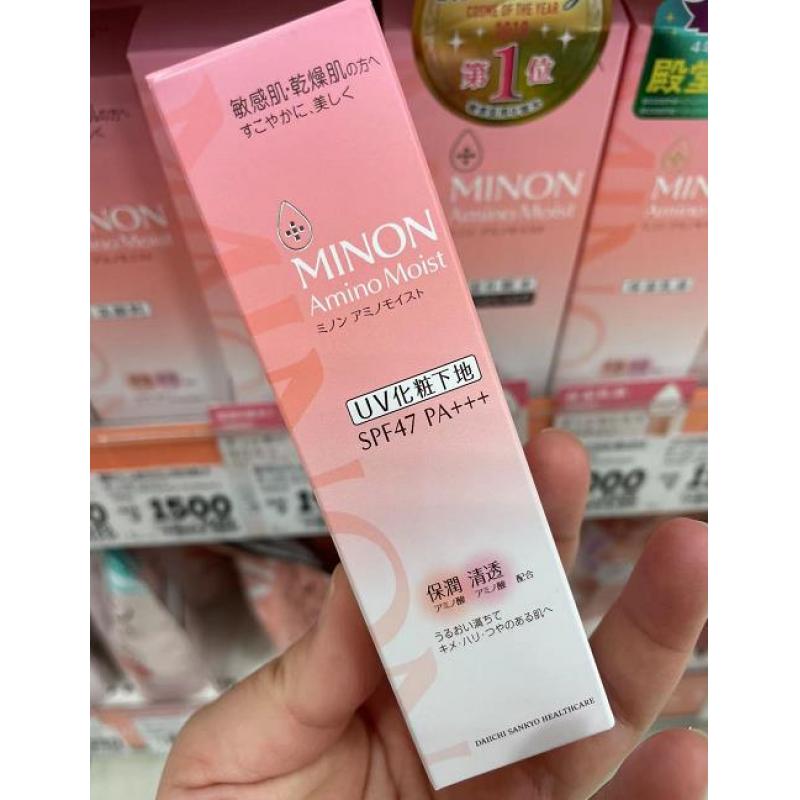 敏感肌・乾燥肌の方へ
すこやかに、美しく
MINON
Amino Moist
ミノン アミノモイスト
UV化粧下地
SPF47 PA+++
保潤 清透 配合
アミノ酸 アミノ酸
うるおい満ちて
キメ・ハリ・つやのある肌へ
DAIICHI SANKYO HEALTHCARE
COSME OF THE YEAR
第1位
MINON
Amino Moist
殿堂
MINON
Amino Moist
1500